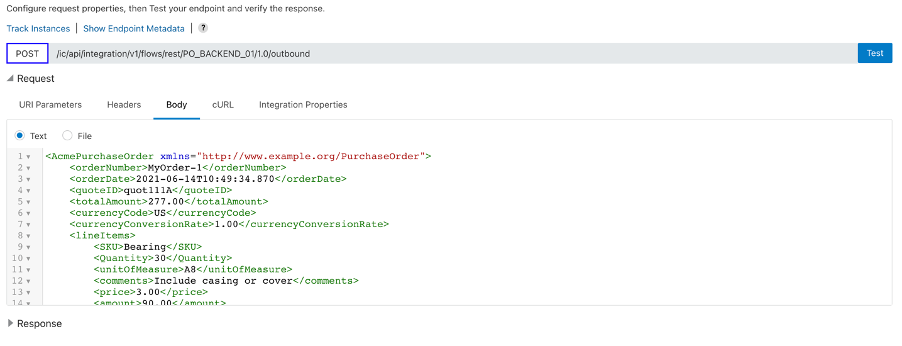 Configure request properties, then Test your endpoint and verify the response.
Track Instances | Show Endpoint Metadata | ?
POST /ic/api/integration/v1/flows/rest/PO_BACKEND_01/1.0/outbound Test
Request
URI Parameters Headers Body cURL Integration Properties
Text File
1 <AcmePurchaseOrder xmlns="http://www.example.org/PurchaseOrder">
2 <orderNumber>MyOrder-1</orderNumber>
3 <orderDate>2021-06-14T10:49:34.870</orderDate>
4 <quoteID>quot111A</quoteID>
5 <totalAmount>277.00</totalAmount>
6 <currencyCode>US</currencyCode>
7 <currencyConversionRate>1.00</currencyConversionRate>
8 <lineItems>
9 <SKU>Bearing</SKU>
10 <Quantity>30</Quantity>
11 <unitOfMeasure>A8</unitOfMeasure>
12 <comments>Include casing or cover</comments>
13 <price>3.00</price>
14 <amount>90.00</amount>
Response